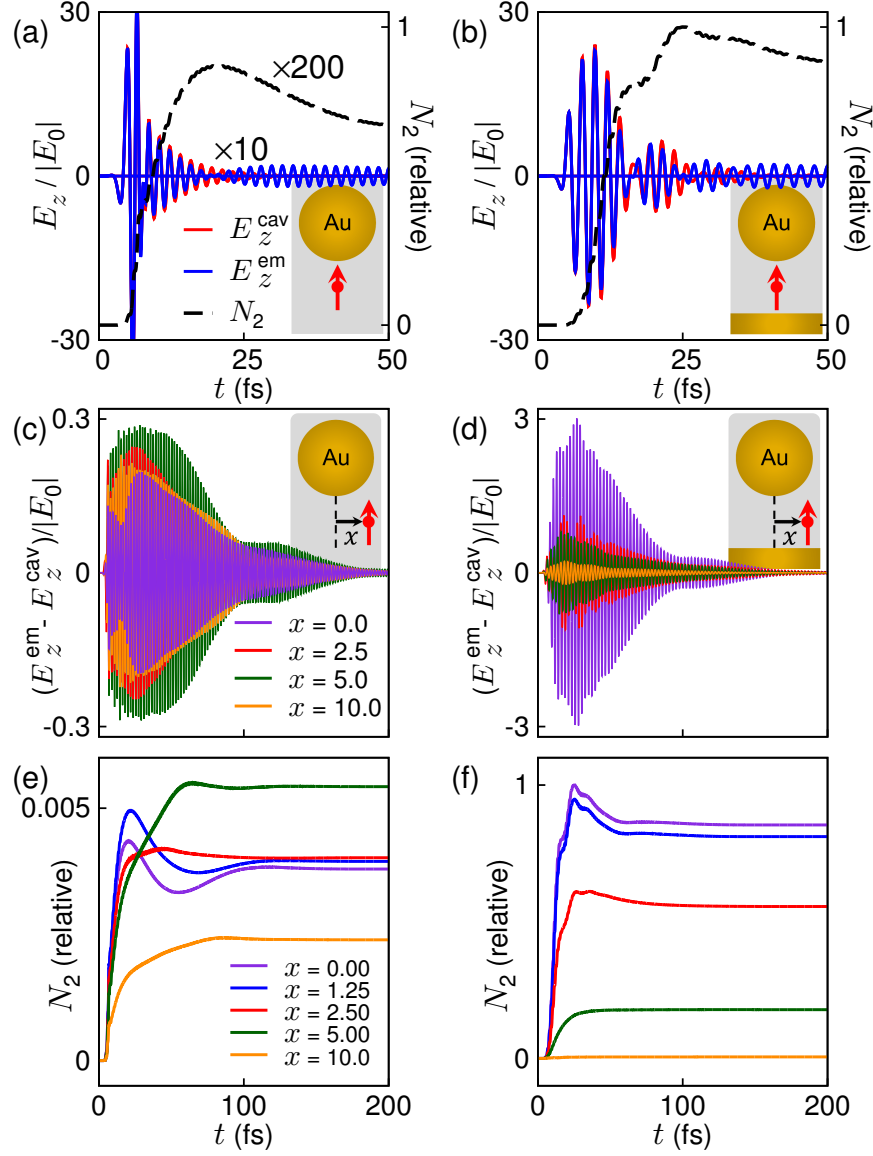 (a)
30
0
-30
E_z / |E_0|
×200
×10
E_z^cav
E_z^em
N_2
Au
1
0
N_2 (relative)
0
25
50
t (fs)
(b)
30
0
-30
E_z / |E_0|
Au
1
0
N_2 (relative)
0
25
50
t (fs)
(c)
0.3
0
-0.3
(E_z^em - E_z^cav)/|E_0|
Au
x
x = 0.0
x = 2.5
x = 5.0
x = 10.0
(d)
3
0
-3
(E_z^em - E_z^cav)/|E_0|
Au
x
(e)
0.005
0
N_2 (relative)
x = 0.00
x = 1.25
x = 2.50
x = 5.00
x = 10.0
0
100
200
t (fs)
(f)
1
0
N_2 (relative)
0
100
200
t (fs)